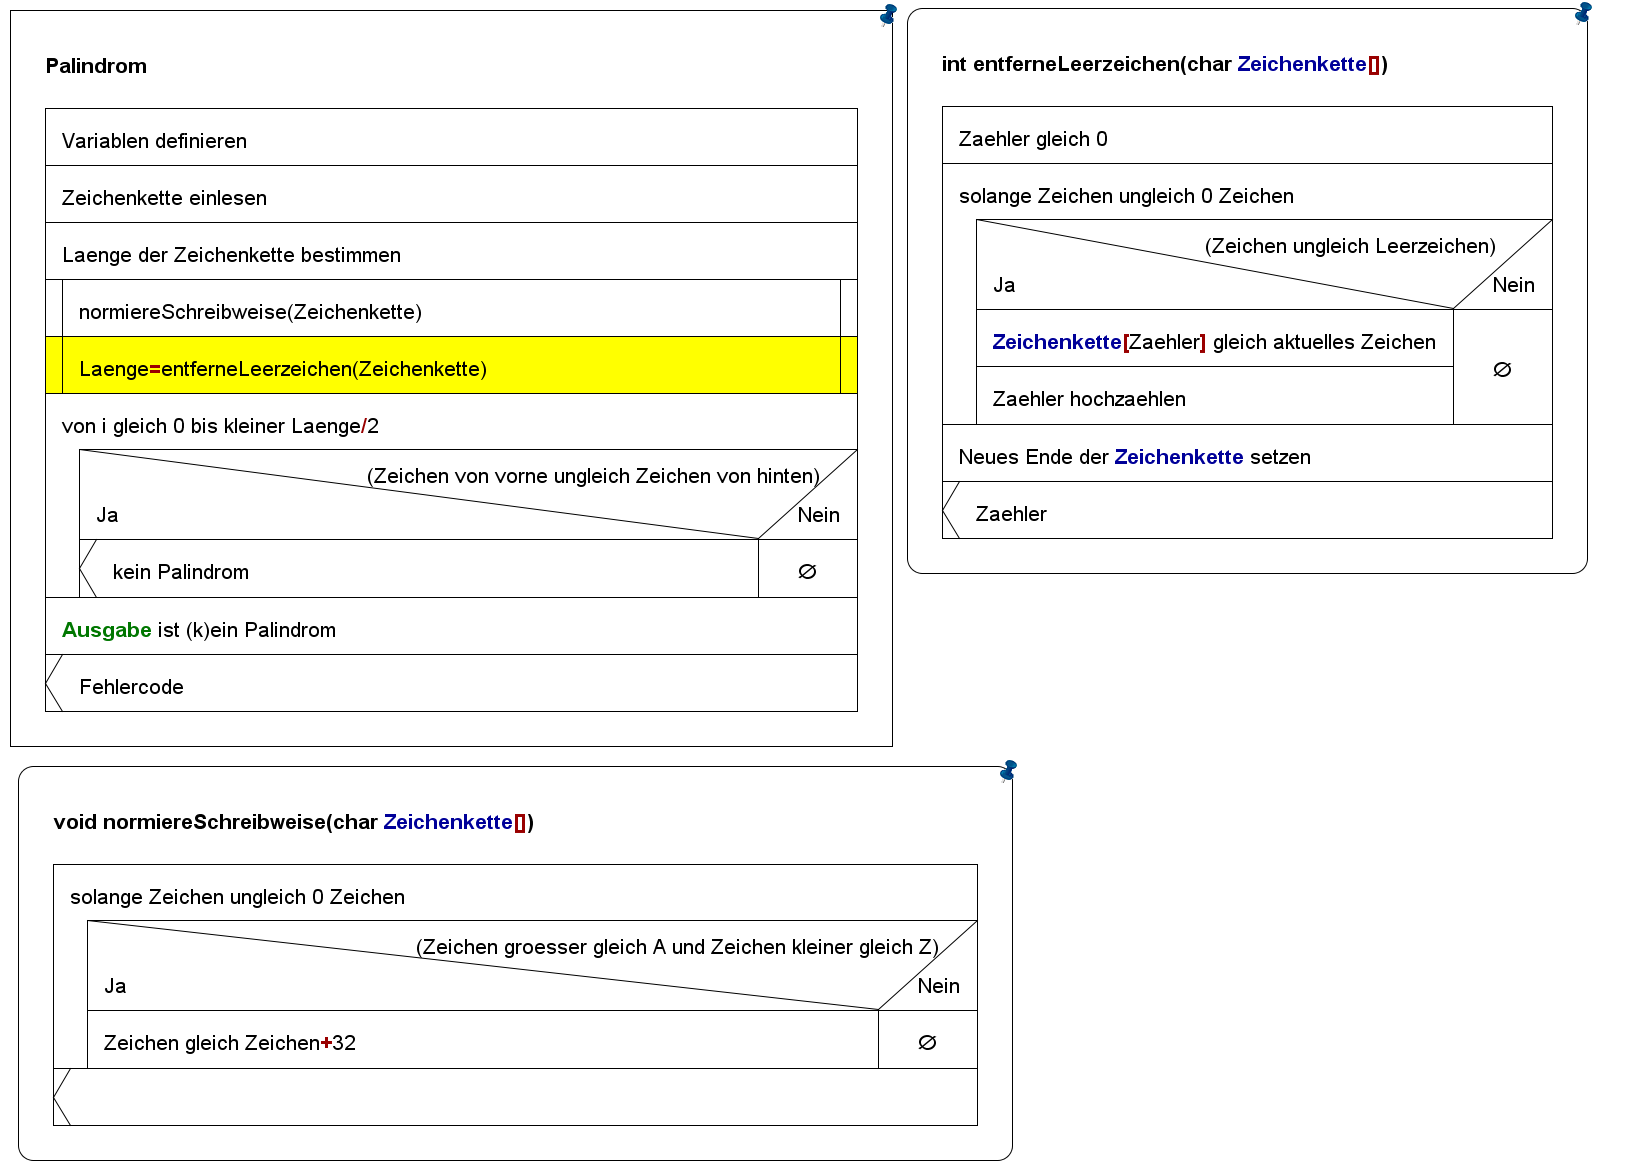 Palindrom
Variablen definieren
Zeichenkette einlesen
Laenge der Zeichenkette bestimmen
normiereSchreibweise(Zeichenkette)
Laenge=entferneLeerzeichen(Zeichenkette)
von i gleich 0 bis kleiner Laenge/2
(Zeichen von vorne ungleich Zeichen von hinten)
Ja
Nein
kein Palindrom
∅
Ausgabe ist (k)ein Palindrom
Fehlercode
int entferneLeerzeichen(char Zeichenkette[])
Zaehler gleich 0
solange Zeichen ungleich 0 Zeichen
(Zeichen ungleich Leerzeichen)
Ja
Nein
Zeichenkette[Zaehler] gleich aktuelles Zeichen
∅
Zaehler hochzaehlen
Neues Ende der Zeichenkette setzen
Zaehler
void normiereSchreibweise(char Zeichenkette[])
solange Zeichen ungleich 0 Zeichen
(Zeichen groesser gleich A und Zeichen kleiner gleich Z)
Ja
Nein
Zeichen gleich Zeichen+32
∅